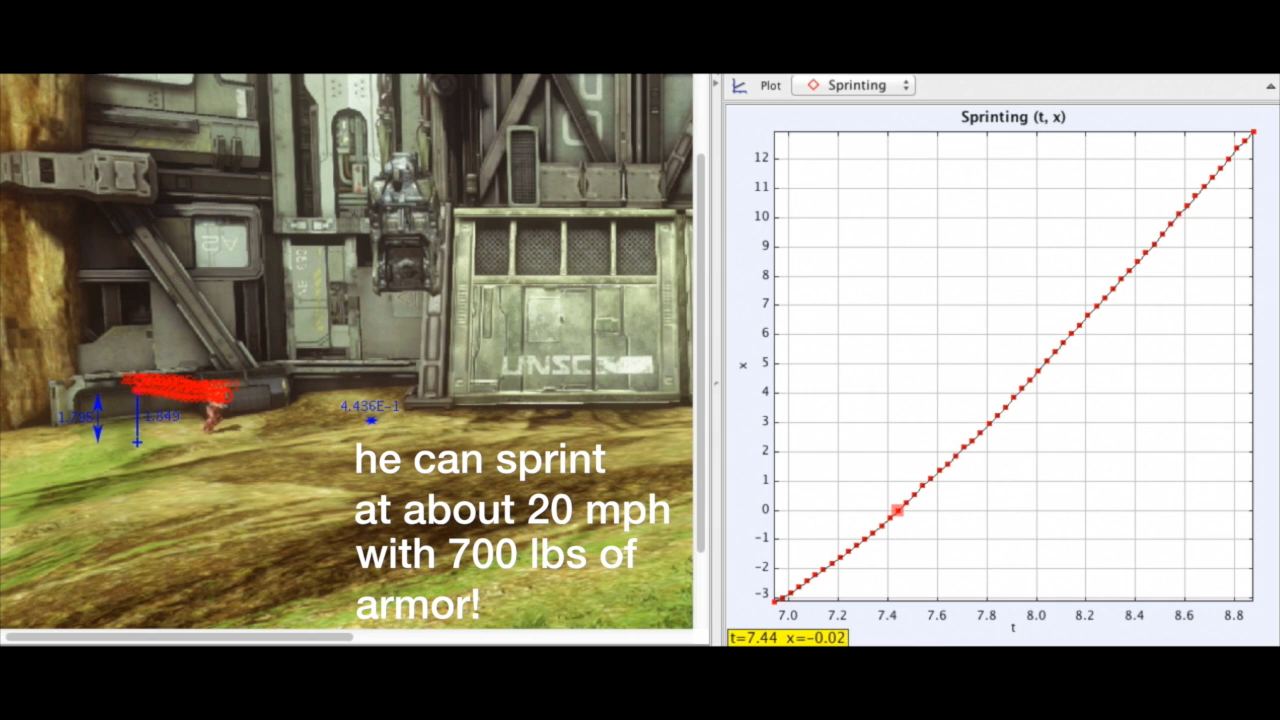 Plot
Sprinting
Sprinting (t, x)
12
11
10
9
8
7
6
5
4
3
2
1
0
-1
-2
-3
x
7.0 7.2 7.4 7.6 7.8 8.0 8.2 8.4 8.6 8.8
t
t=7.44 x=-0.02
A2
UNSC
1.849
4.436E-1
he can sprint
at about 20 mph
with 700 lbs of
armor!